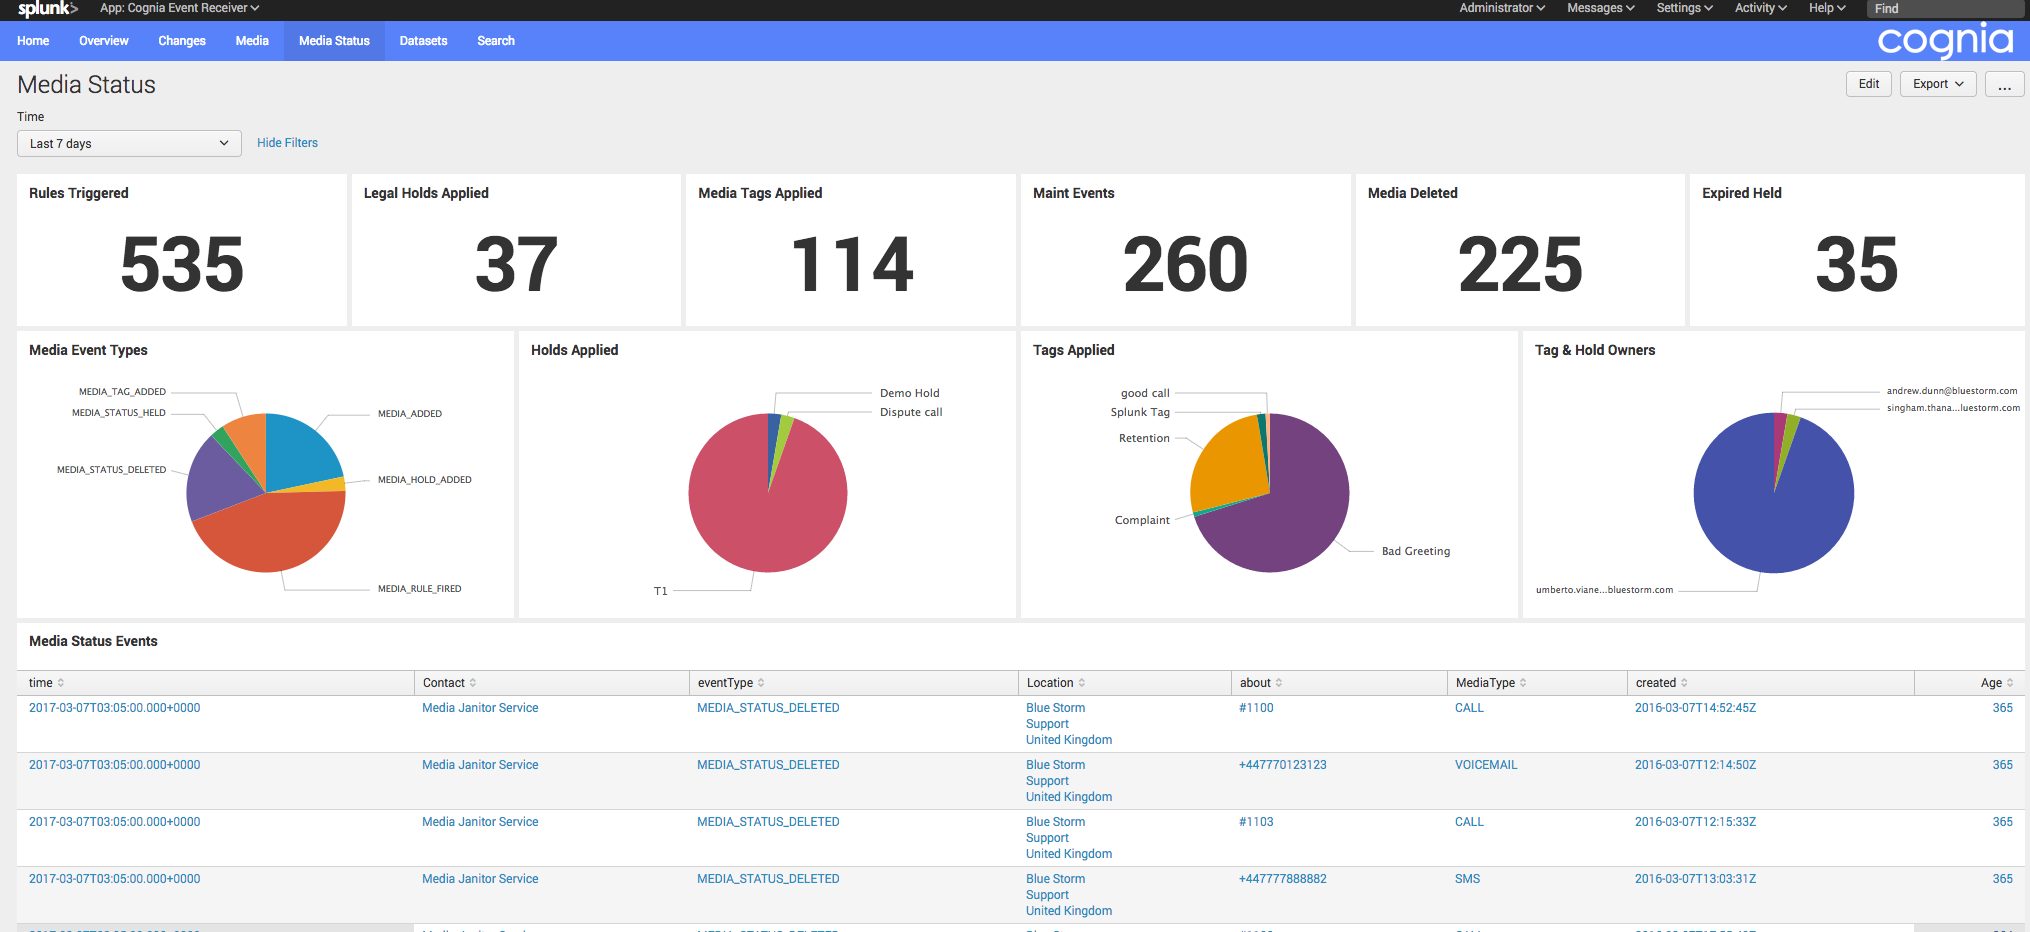 splunk> App: Cognia Event Receiver Administrator Messages Settings Activity Help Find
Home Overview Changes Media Media Status Datasets Search cognia
Media Status Edit Export ...
Time
Last 7 days Hide Filters
Rules Triggered Legal Holds Applied Media Tags Applied Maint Events Media Deleted Expired Held
535 37 114 260 225 35
Media Event Types
MEDIA_TAG_ADDED
MEDIA_STATUS_HELD MEDIA_ADDED
MEDIA_STATUS_DELETED MEDIA_HOLD_ADDED
MEDIA_RULE_FIRED
Holds Applied
Demo Hold
Dispute call
T1
Tags Applied
good call
Splunk Tag
Retention
Complaint
Bad Greeting
Tag & Hold Owners
andrew.dunn@bluestorm.com
singham.thana...luestorm.com
umberto.viane...bluestorm.com
Media Status Events
time Contact eventType Location about MediaType created Age
2017-03-07T03:05:00.000+0000 Media Janitor Service MEDIA_STATUS_DELETED Blue Storm #1100 CALL 2016-03-07T14:52:45Z 365
Support
United Kingdom
2017-03-07T03:05:00.000+0000 Media Janitor Service MEDIA_STATUS_DELETED Blue Storm +447770123123 VOICEMAIL 2016-03-07T12:14:50Z 365
Support
United Kingdom
2017-03-07T03:05:00.000+0000 Media Janitor Service MEDIA_STATUS_DELETED Blue Storm #1103 CALL 2016-03-07T12:15:33Z 365
Support
United Kingdom
2017-03-07T03:05:00.000+0000 Media Janitor Service MEDIA_STATUS_DELETED Blue Storm +447777888882 SMS 2016-03-07T13:03:31Z 365
Support
United Kingdom